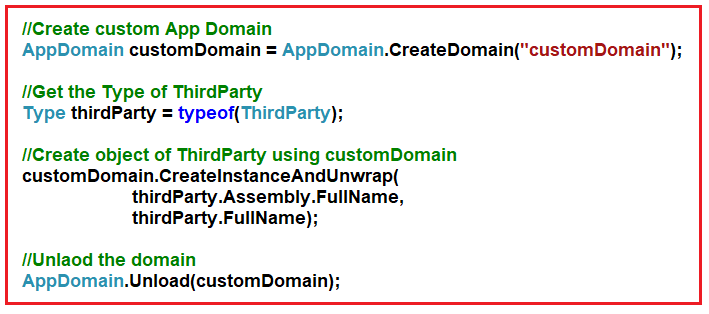 //Create custom App Domain
AppDomain customDomain = AppDomain.CreateDomain("customDomain");
//Get the Type of ThirdParty
Type thirdParty = typeof(ThirdParty);
//Create object of ThirdParty using customDomain
customDomain.CreateInstanceAndUnwrap(
thirdParty.Assembly.FullName,
thirdParty.FullName);
//Unlaod the domain
AppDomain.Unload(customDomain);